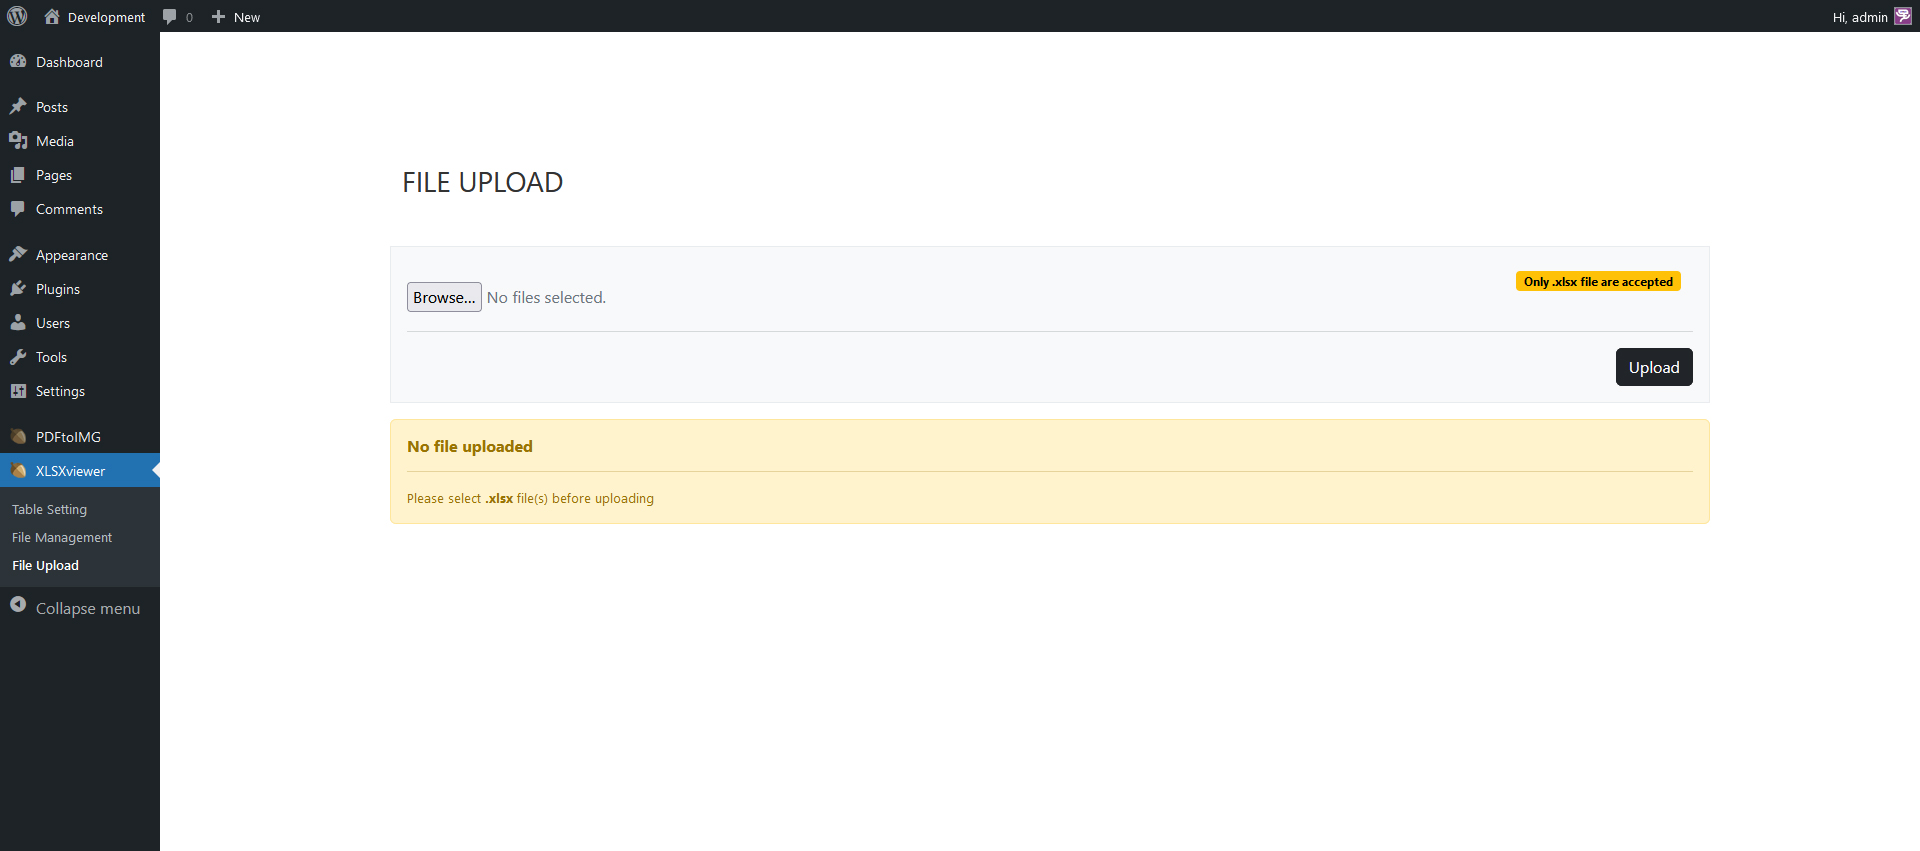 Development
0
New
Hi, admin
Dashboard
Posts
Media
Pages
Comments
Appearance
Plugins
Users
Tools
Settings
PDFtoIMG
XLSXviewer
Table Setting
File Management
File Upload
Collapse menu
FILE UPLOAD
Only .xlsx file are accepted
Browse... No files selected.
Upload
No file uploaded
Please select .xlsx file(s) before uploading